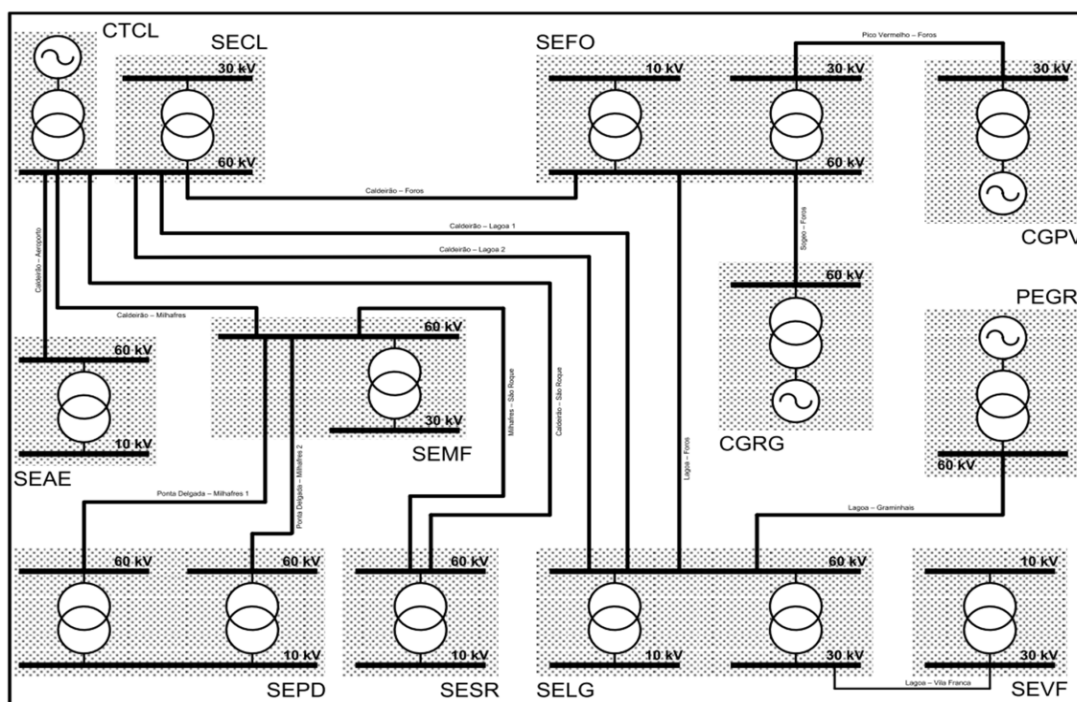 CTCL
SECL
30 kV
60 kV
SEFO
10 kV
30 kV
60 kV
Pico Vermelho – Foros
30 kV
CGPV
Caldeirão – Foros
Caldeirão – Lagoa 1
Caldeirão – Lagoa 2
Caldeirão – Aeroporto
Caldeirão – Milhafres
Sogeo – Foros
60 kV
CGRG
PEGR
60 kV
60 kV
10 kV
SEAE
60 kV
30 kV
SEMF
Milhafres – São Roque
Caldeirão – São Roque
Lagoa – Foros
Ponta Delgada – Milhafres 1
Ponta Delgada – Milhafres 2
Lagoa – Graminhais
60 kV
60 kV
10 kV
SEPD
60 kV
10 kV
SESR
60 kV
10 kV
30 kV
SELG
Lagoa – Vila Franca
10 kV
30 kV
SEVF